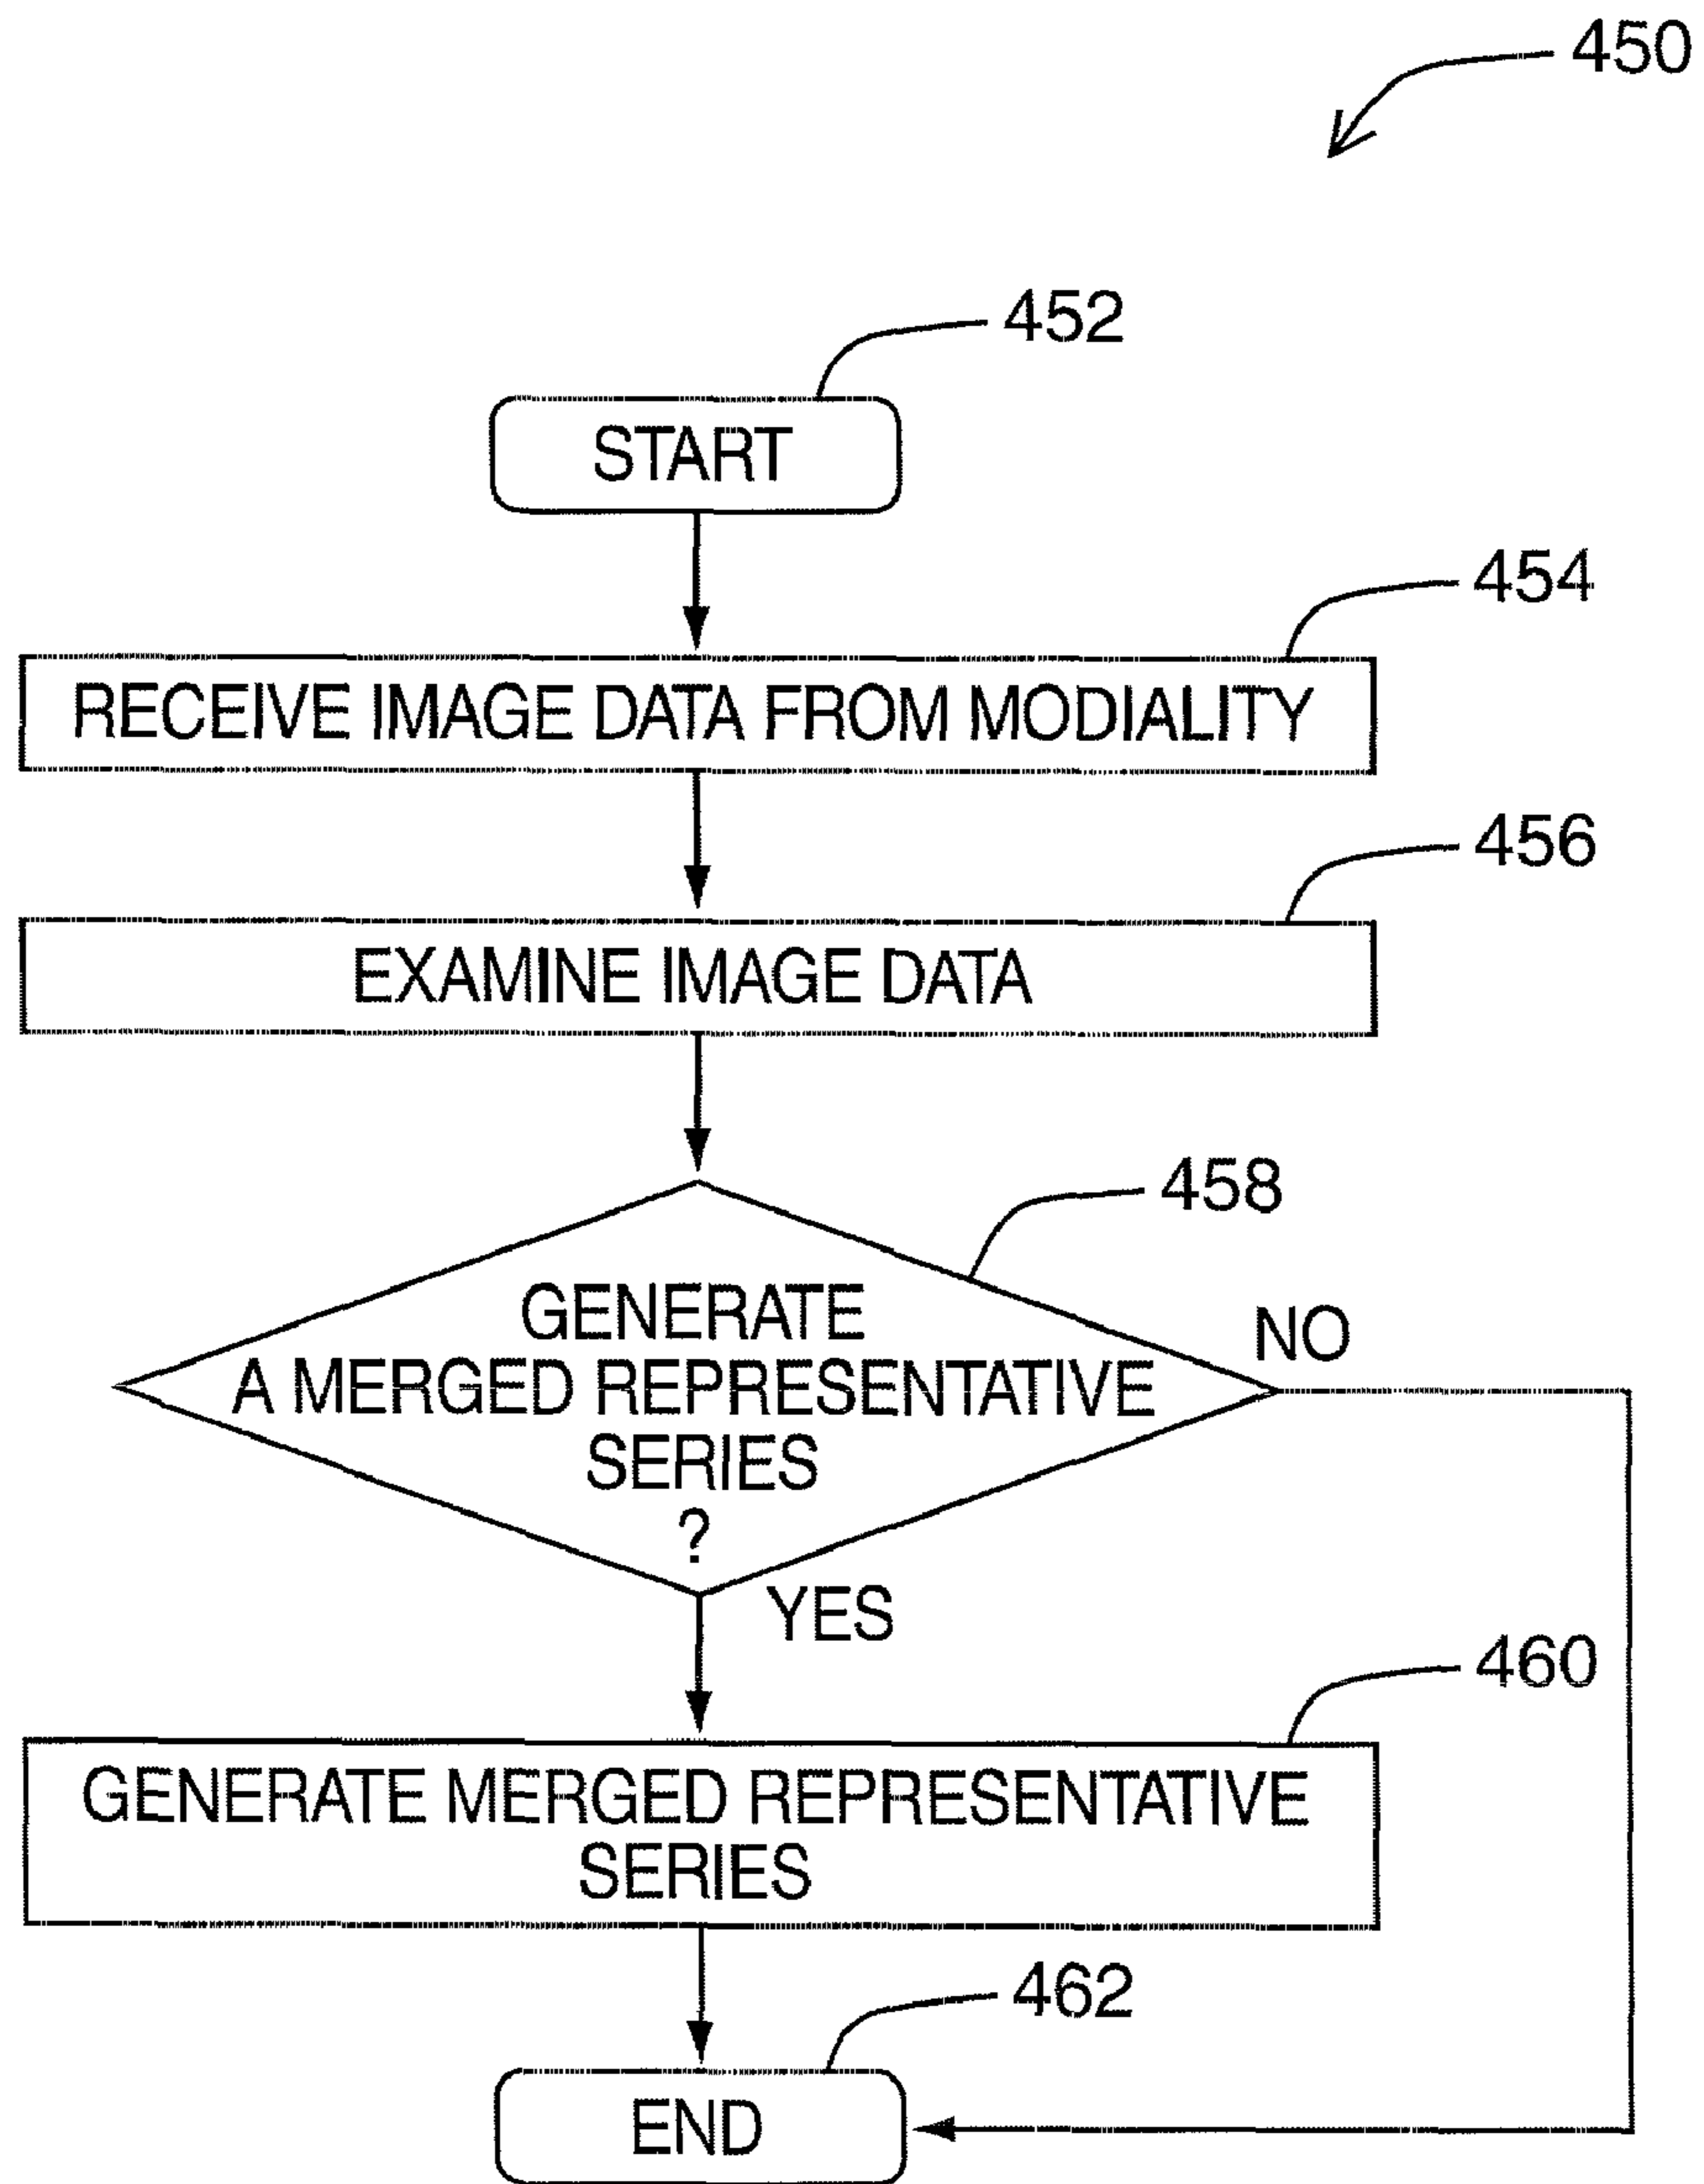 450
452
START
454
RECEIVE IMAGE DATA FROM MODIALITY
456
EXAMINE IMAGE DATA
458
GENERATE
A MERGED REPRESENTATIVE
SERIES
?
NO
YES
460
GENERATE MERGED REPRESENTATIVE
SERIES
462
END